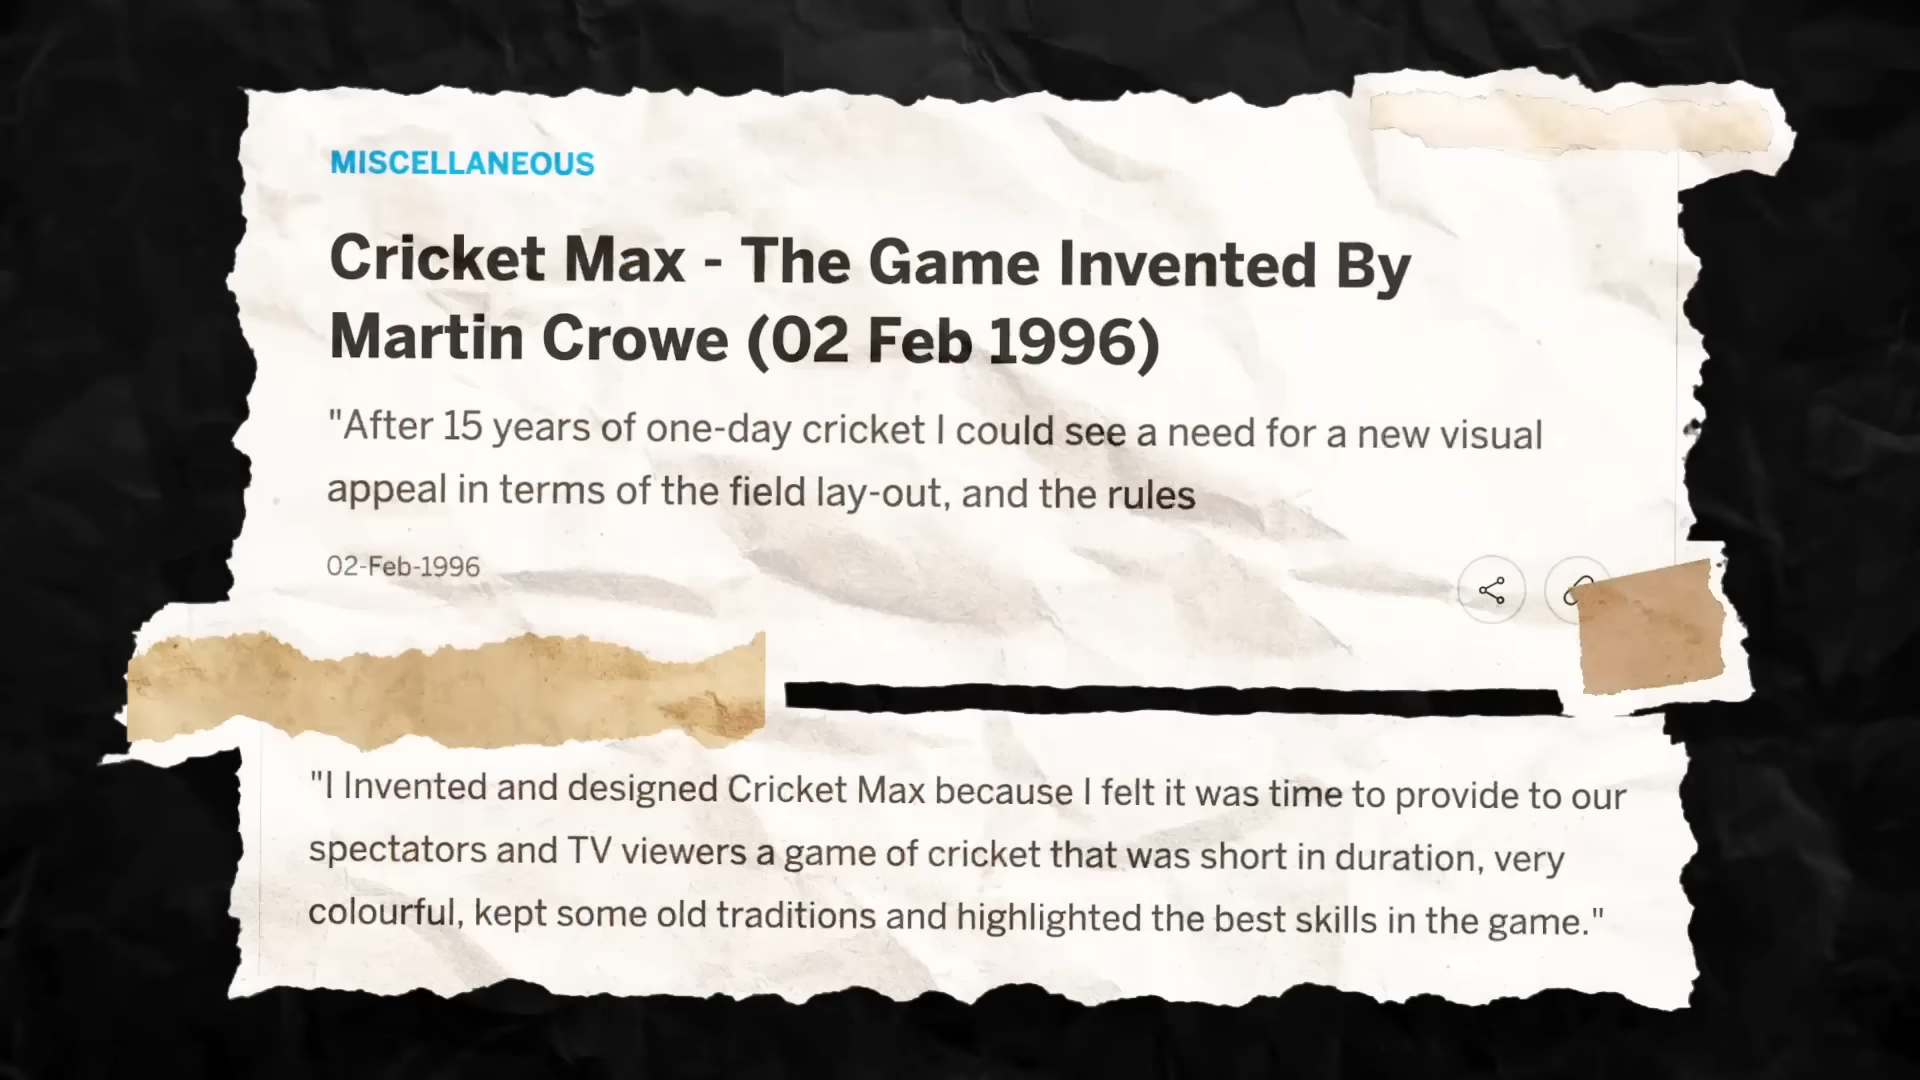 MISCELLANEOUS
Cricket Max - The Game Invented By
Martin Crowe (02 Feb 1996)
"After 15 years of one-day cricket I could see a need for a new visual
appeal in terms of the field lay-out, and the rules
02-Feb-1996
"I Invented and designed Cricket Max because I felt it was time to provide to our
spectators and TV viewers a game of cricket that was short in duration, very
colourful, kept some old traditions and highlighted the best skills in the game."